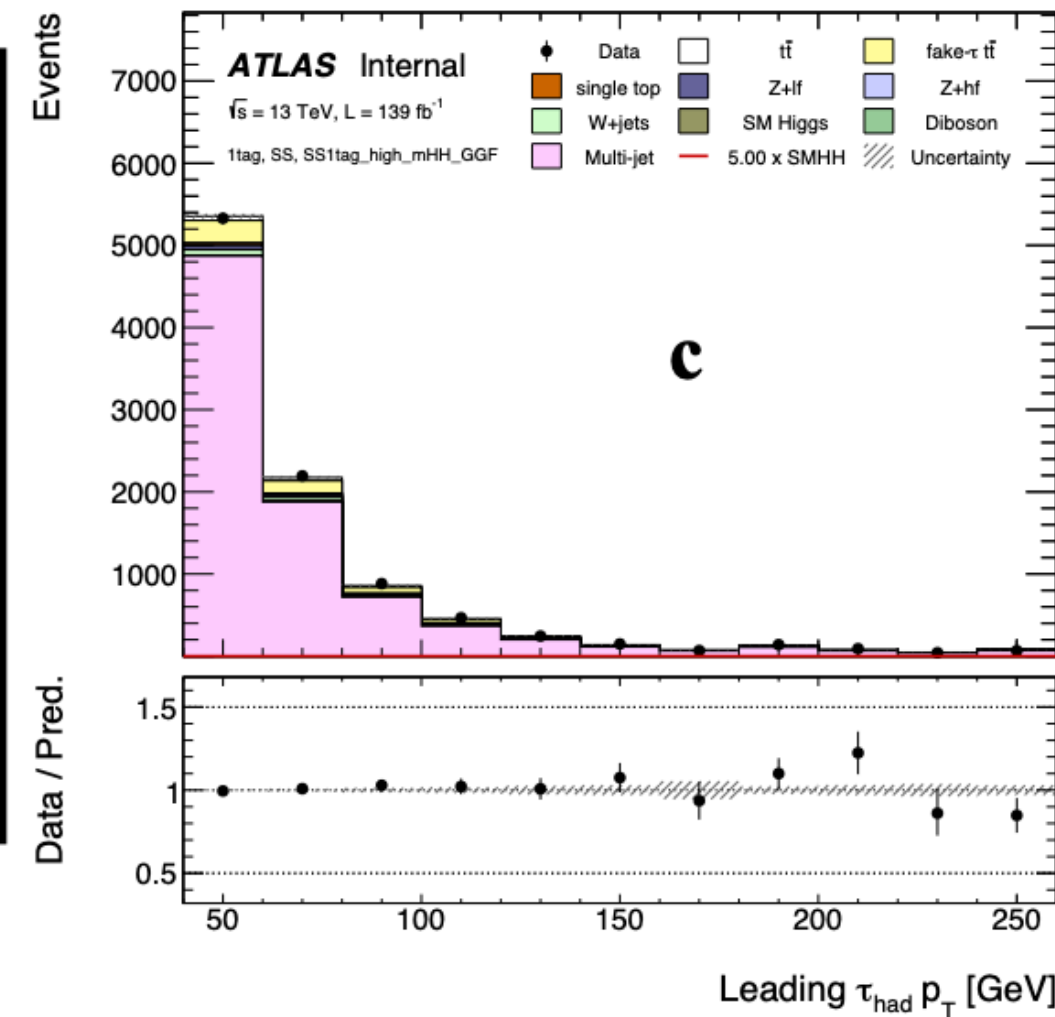 Events
7000
6000
5000
4000
3000
2000
1000
ATLAS Internal
√s = 13 TeV, L = 139 fb⁻¹
1tag, SS, SS1tag_high_mHH_GGF
Data
tt̄
fake-τ tt̄
single top
Z+lf
Z+hf
W+jets
SM Higgs
Diboson
Multi-jet
5.00 x SMHH
Uncertainty
c
Data / Pred.
1.5
1
0.5
50 100 150 200 250
Leading τhad pT [GeV]